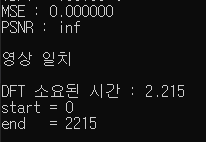 MSE : 0.000000
PSNR : inf
영상 일치
DFT 소요된 시간 : 2.215
start = 0
end = 2215